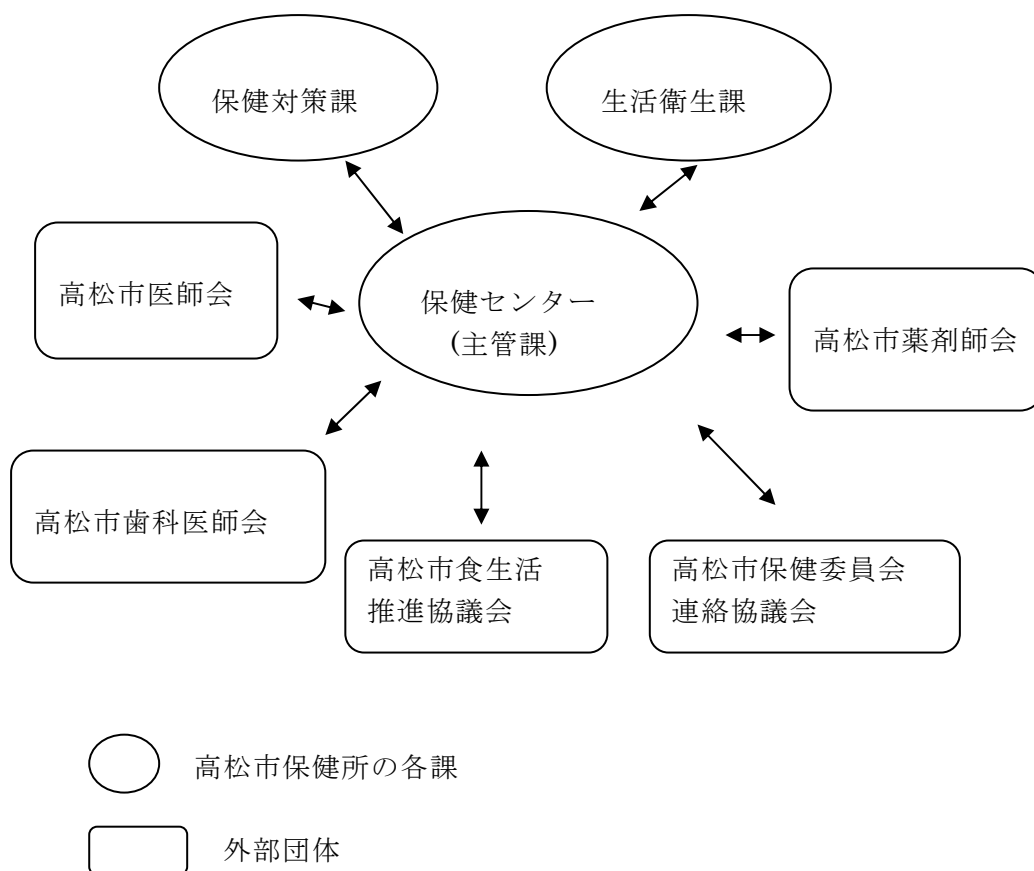 保健対策課
生活衛生課
高松市医師会
保健センター
(主管課)
高松市薬剤師会
高松市歯科医師会
高松市食生活
推進協議会
高松市保健委員会
連絡協議会
高松市保健所の各課
外部団体